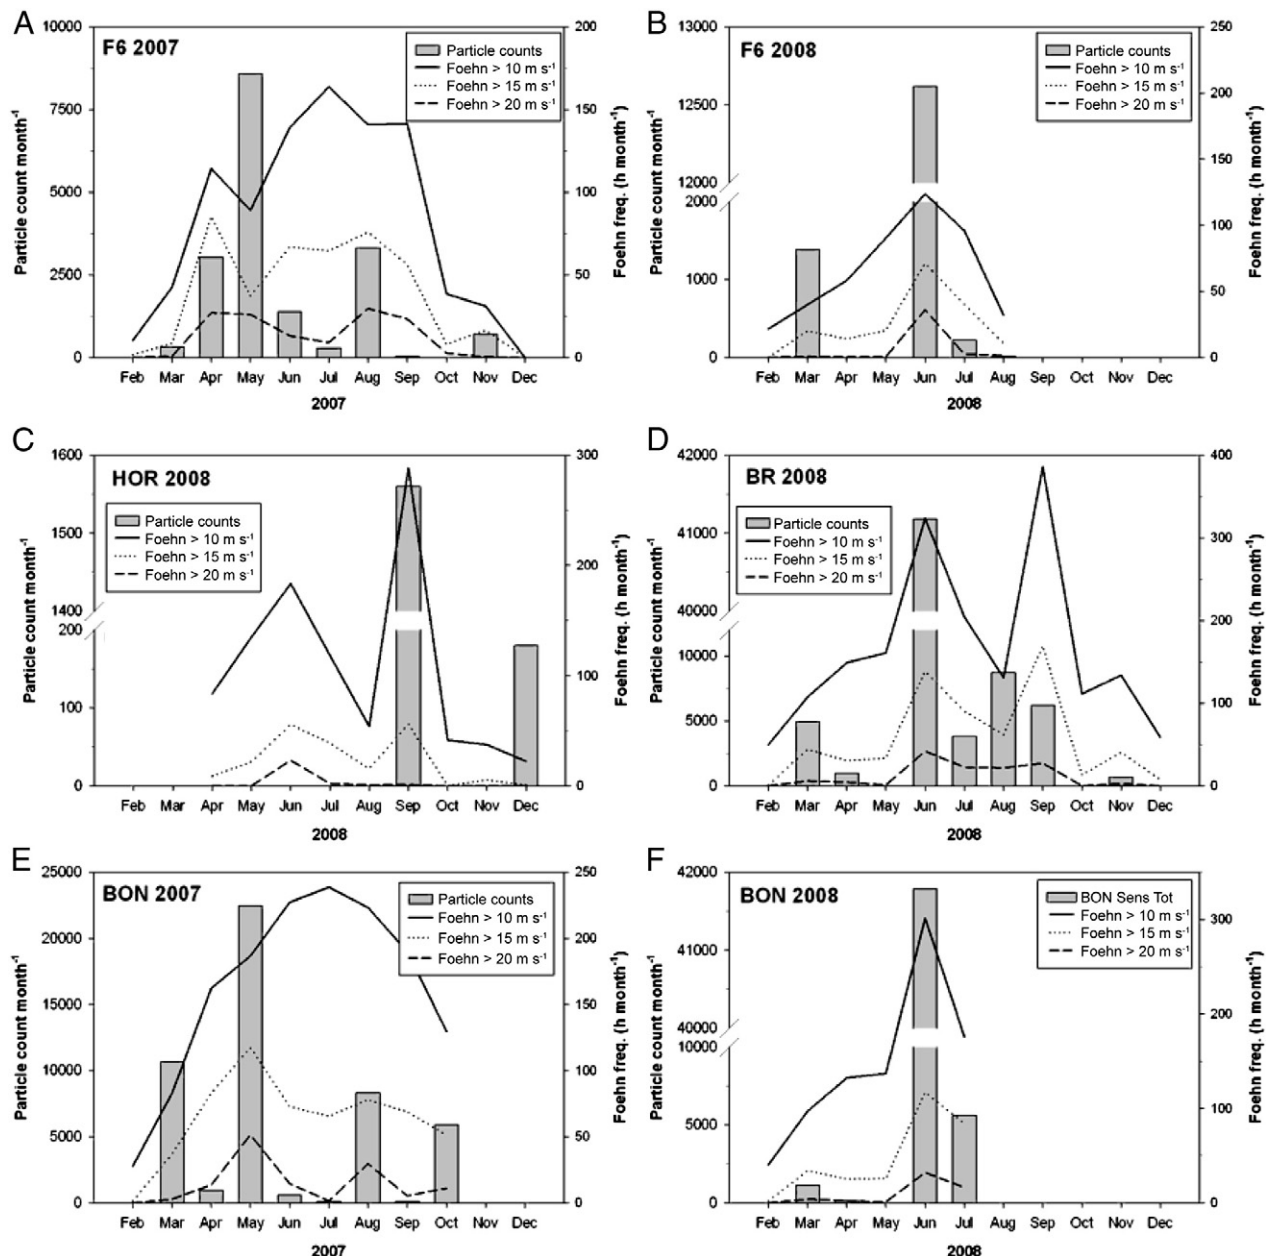 A
F6 2007
Particle counts
Foehn > 10 m s-1
Foehn > 15 m s-1
Foehn > 20 m s-1
Particle count month-1
10000
7500
5000
2500
0
Foehn freq. (h month-1)
200
150
100
50
0
Feb Mar Apr May Jun Jul Aug Sep Oct Nov Dec
2007
B
F6 2008
Particle counts
Foehn > 10 m s-1
Foehn > 15 m s-1
Foehn > 20 m s-1
Particle count month-1
13000
12500
12000
2000
1000
0
Foehn freq. (h month-1)
250
200
150
100
50
0
Feb Mar Apr May Jun Jul Aug Sep Oct Nov Dec
2008
C
HOR 2008
Particle counts
Foehn > 10 m s-1
Foehn > 15 m s-1
Foehn > 20 m s-1
Particle count month-1
1600
1500
1400
200
100
0
Foehn freq. (h month-1)
300
200
100
0
Feb Mar Apr May Jun Jul Aug Sep Oct Nov Dec
2008
D
BR 2008
Particle counts
Foehn > 10 m s-1
Foehn > 15 m s-1
Foehn > 20 m s-1
Particle count month-1
42000
41000
40000
10000
5000
0
Foehn freq. (h month-1)
400
300
200
100
0
Feb Mar Apr May Jun Jul Aug Sep Oct Nov Dec
2008
E
BON 2007
Particle counts
Foehn > 10 m s-1
Foehn > 15 m s-1
Foehn > 20 m s-1
Particle count month-1
25000
20000
15000
10000
5000
0
Foehn freq. (h month-1)
250
200
150
100
50
0
Feb Mar Apr May Jun Jul Aug Sep Oct Nov Dec
2007
F
BON 2008
BON Sens Tot
Foehn > 10 m s-1
Foehn > 15 m s-1
Foehn > 20 m s-1
Particle count month-1
42000
41000
40000
10000
5000
0
Foehn freq. (h month-1)
300
200
100
0
Feb Mar Apr May Jun Jul Aug Sep Oct Nov Dec
2008